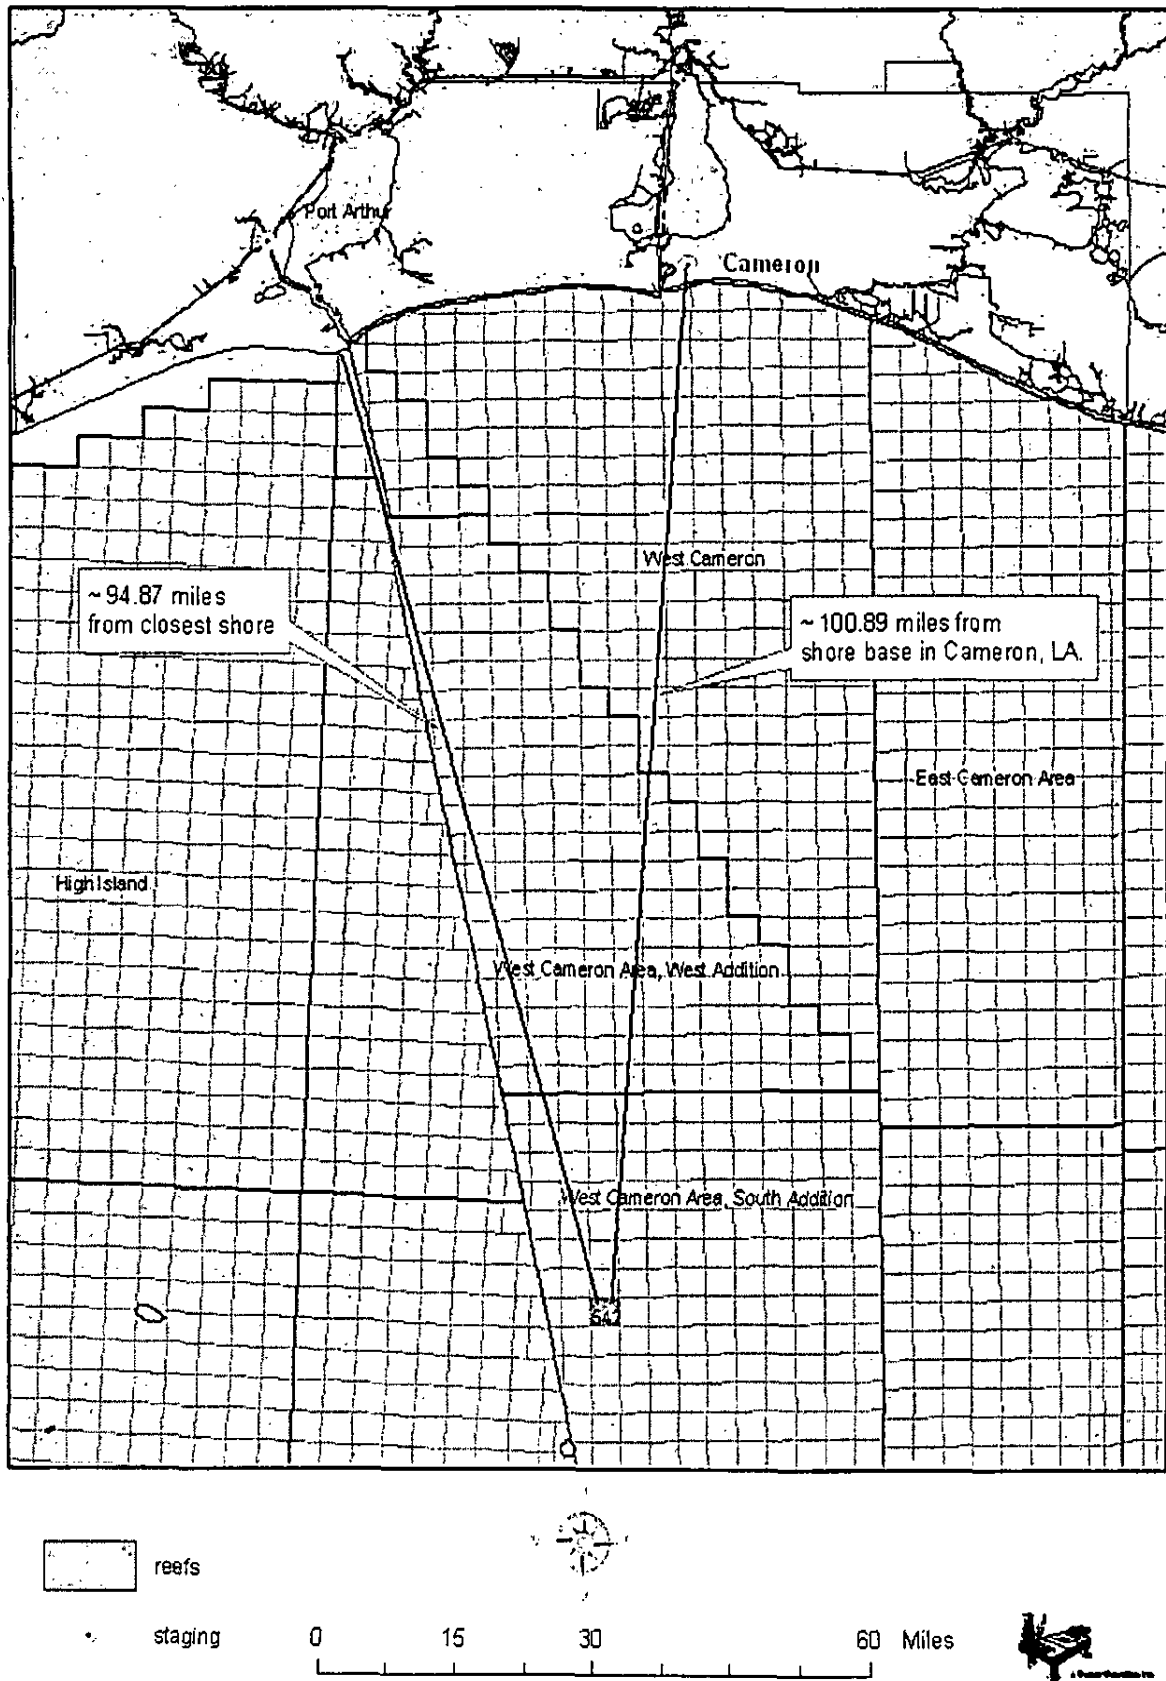 Port Arthur
Cameron
West Cameron
~ 94.87 miles
from closest shore
~ 100.89 miles from
shore base in Cameron, LA.
East Cameron Area
High Island
West Cameron Area, West Addition
West Cameron Area, South Addition
642
reefs
staging
0 15 30 60 Miles